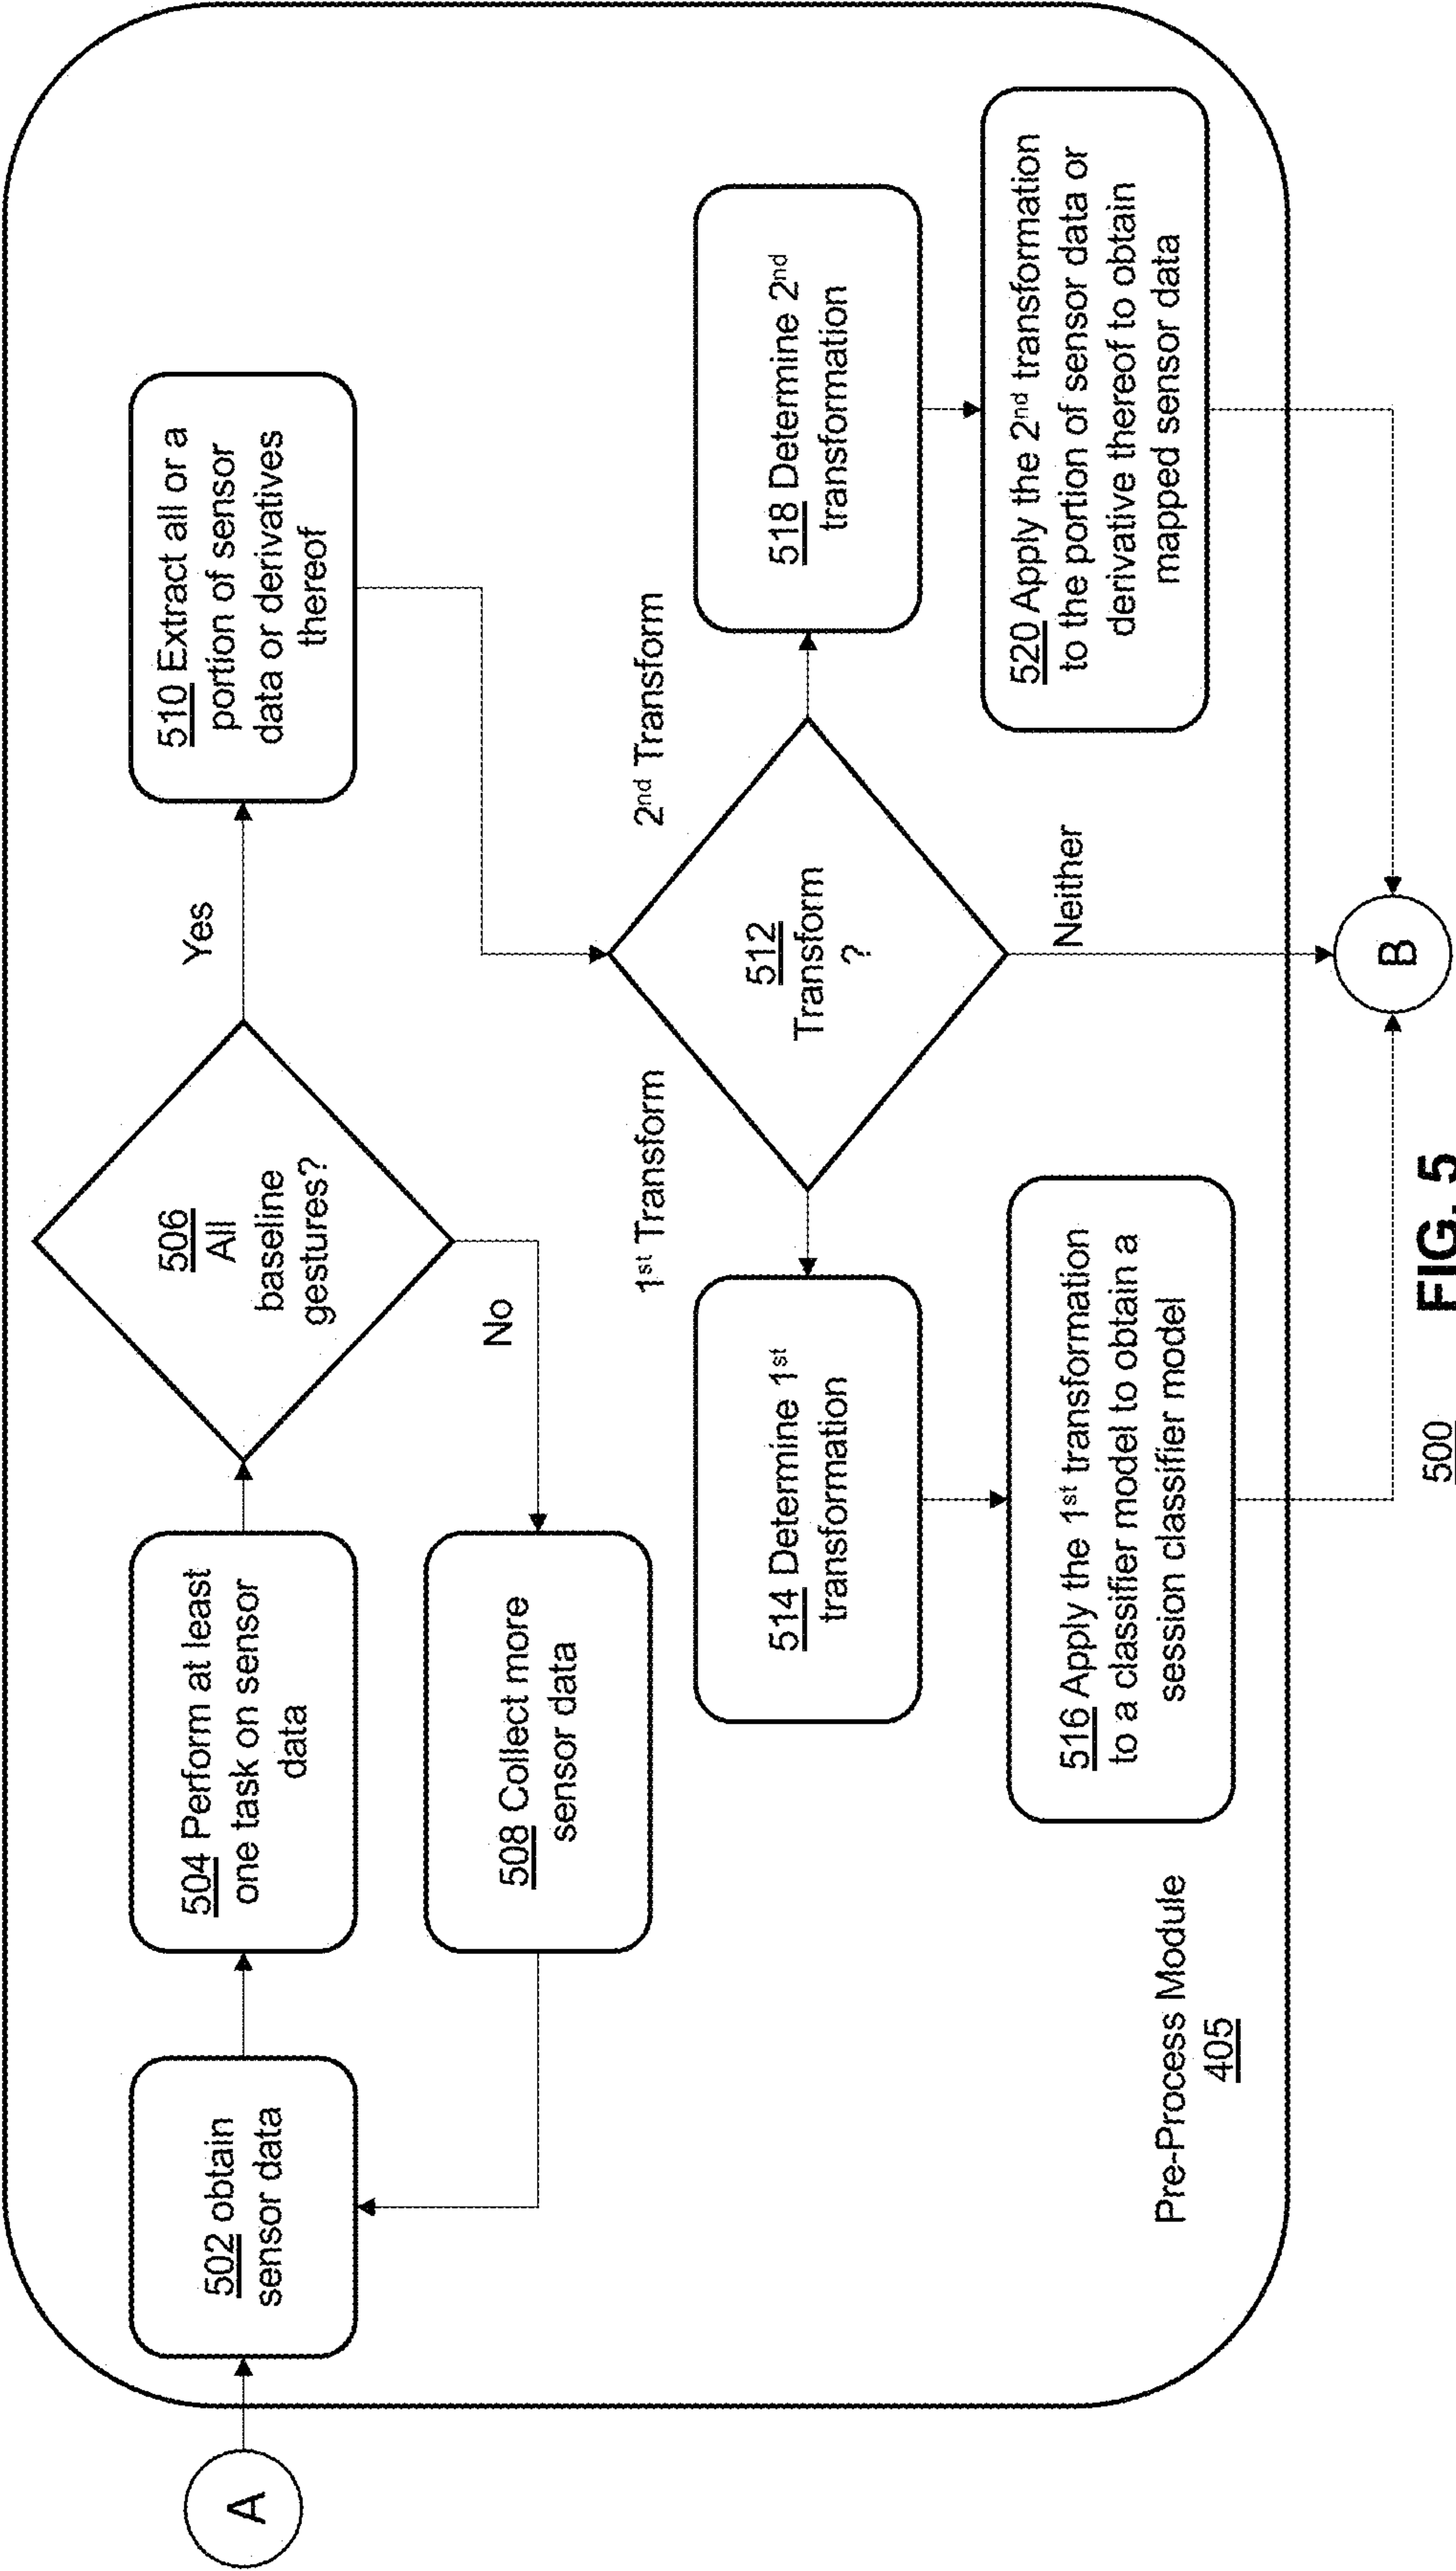 A
502 obtain
sensor data
504 Perform at least
one task on sensor
data
506
All
baseline
gestures?
Yes
No
508 Collect more
sensor data
510 Extract all or a
portion of sensor
data or derivatives
thereof
512
Transform
?
1st Transform
2nd Transform
Neither
514 Determine 1st
transformation
516 Apply the 1st transformation
to a classifier model to obtain a
session classifier model
518 Determine 2nd
transformation
520 Apply the 2nd transformation
to the portion of sensor data or
derivative thereof to obtain
mapped sensor data
Pre-Process Module
405
B
500
FIG. 5